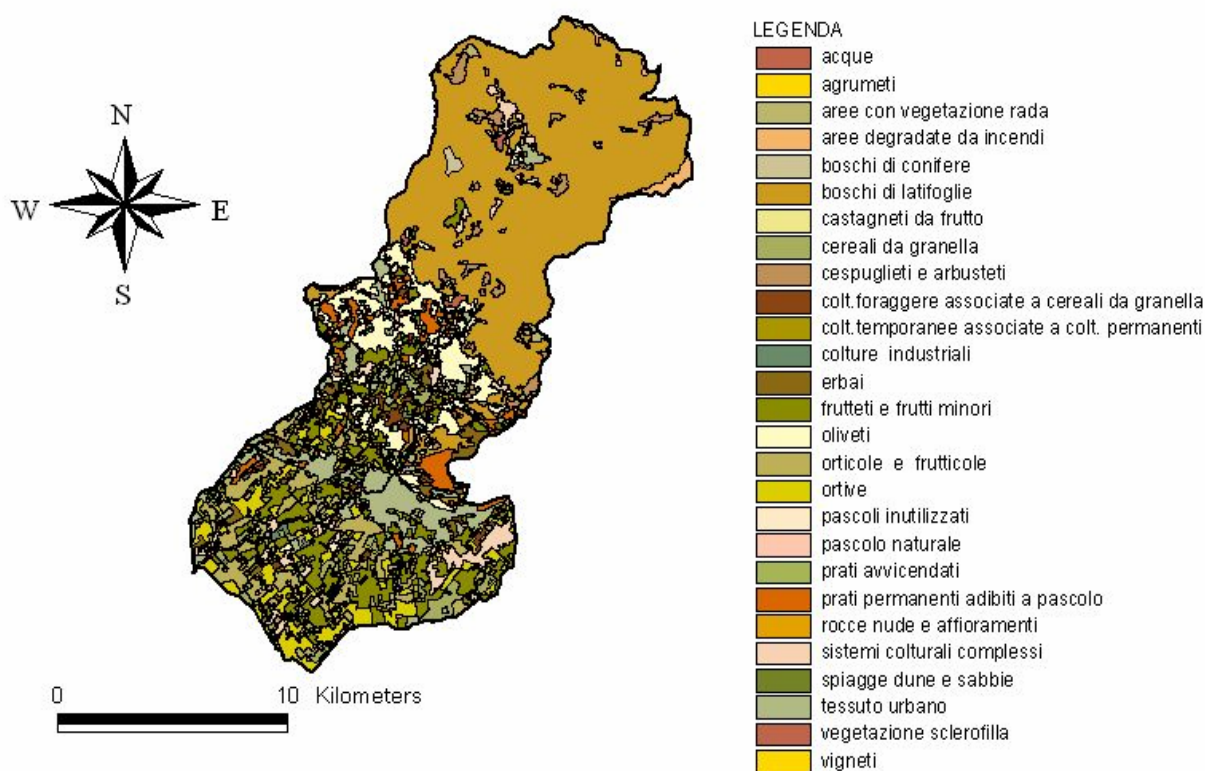 N
W E
S
0 10 Kilometers
LEGENDA
acque
agrumeti
aree con vegetazione rada
aree degradate da incendi
boschi di conifere
boschi di latifoglie
castagneti da frutto
cereali da granella
cespuglieti e arbusteti
colt.foraggere associate a cereali da granella
colt.temporanee associate a colt. permanenti
colture industriali
erbai
frutteti e frutti minori
oliveti
orticole e frutticole
ortive
pascoli inutilizzati
pascolo naturale
prati avvicendati
prati permanenti adibiti a pascolo
rocce nude e affioramenti
sistemi colturali complessi
spiagge dune e sabbie
tessuto urbano
vegetazione sclerofilla
vigneti